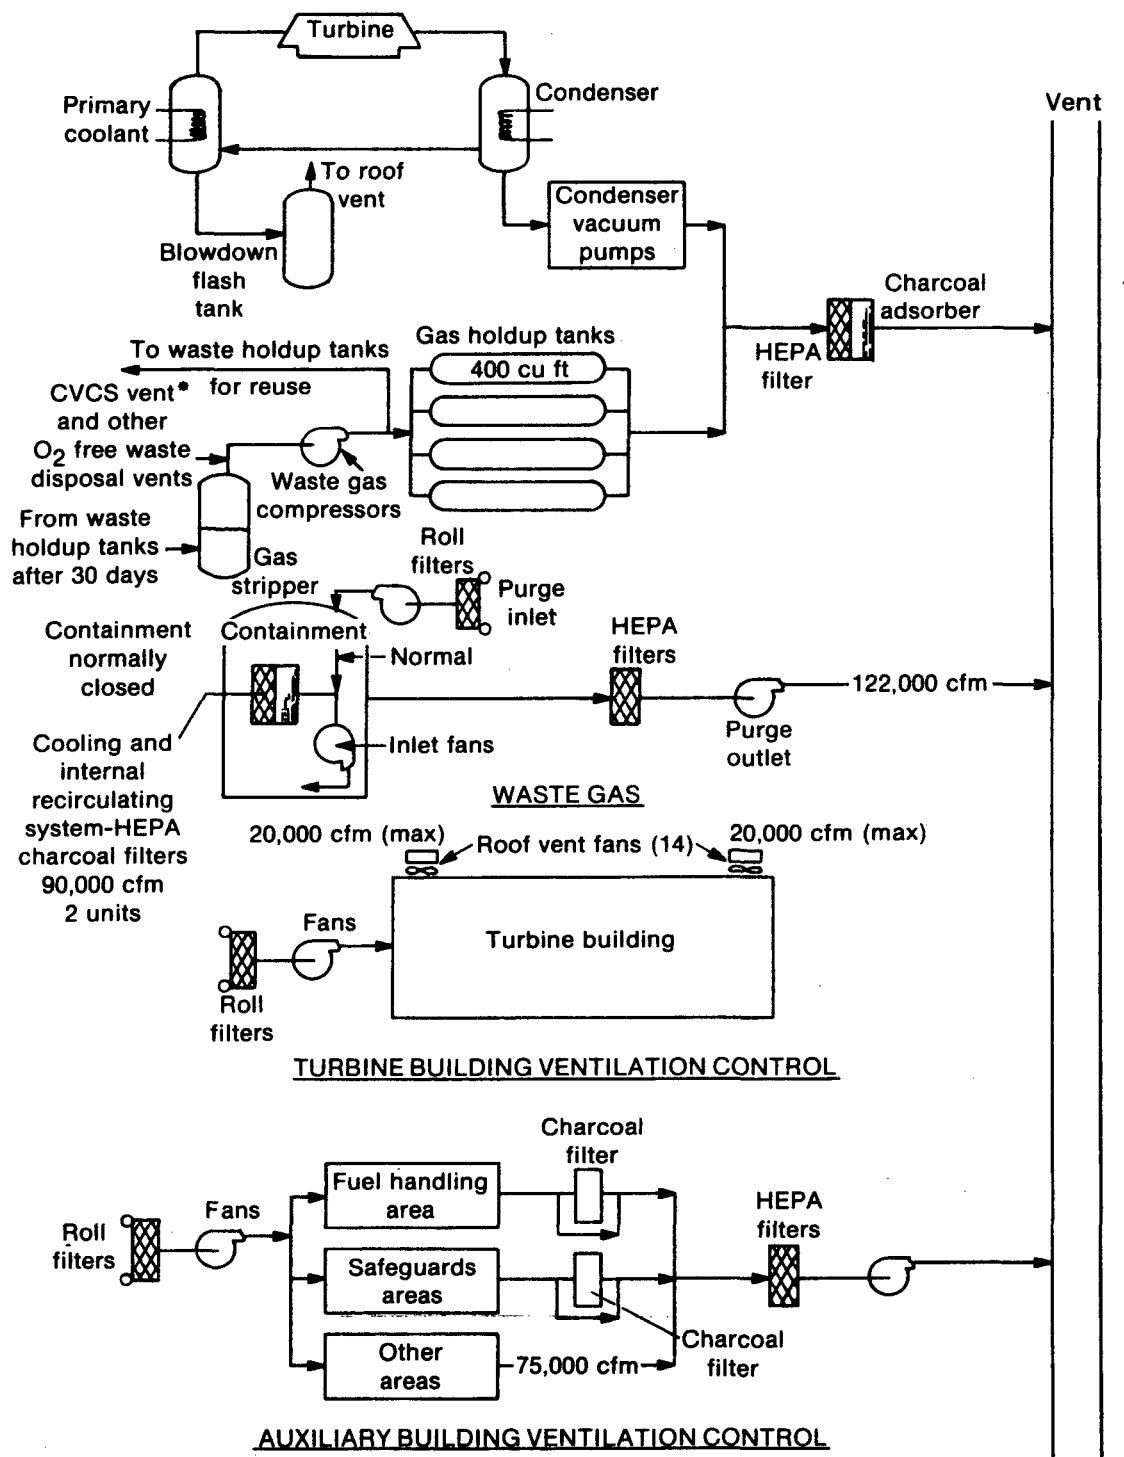 Turbine
Primary
coolant
Condenser
Vent
To roof
vent
Condenser
vacuum
pumps
Blowdown
flash
tank
Charcoal
adsorber
HEPA
filter
Gas holdup tanks
400 cu ft
To waste holdup tanks
for reuse
CVCS vent*
and other
O2 free waste
disposal vents
Waste gas
compressors
From waste
holdup tanks
after 30 days
Gas
stripper
Roll
filters
Purge
inlet
Containment
normally
closed
Containment
Normal
HEPA
filters
122,000 cfm
Purge
outlet
Inlet fans
Cooling and
internal
recirculating
system-HEPA
charcoal filters
90,000 cfm
2 units
WASTE GAS
20,000 cfm (max)
Roof vent fans (14)
20,000 cfm (max)
Fans
Turbine building
Roll
filters
TURBINE BUILDING VENTILATION CONTROL
Charcoal
filter
Fuel handling
area
Fans
Roll
filters
HEPA
filters
Safeguards
areas
Charcoal
filter
Other
areas
75,000 cfm
AUXILIARY BUILDING VENTILATION CONTROL